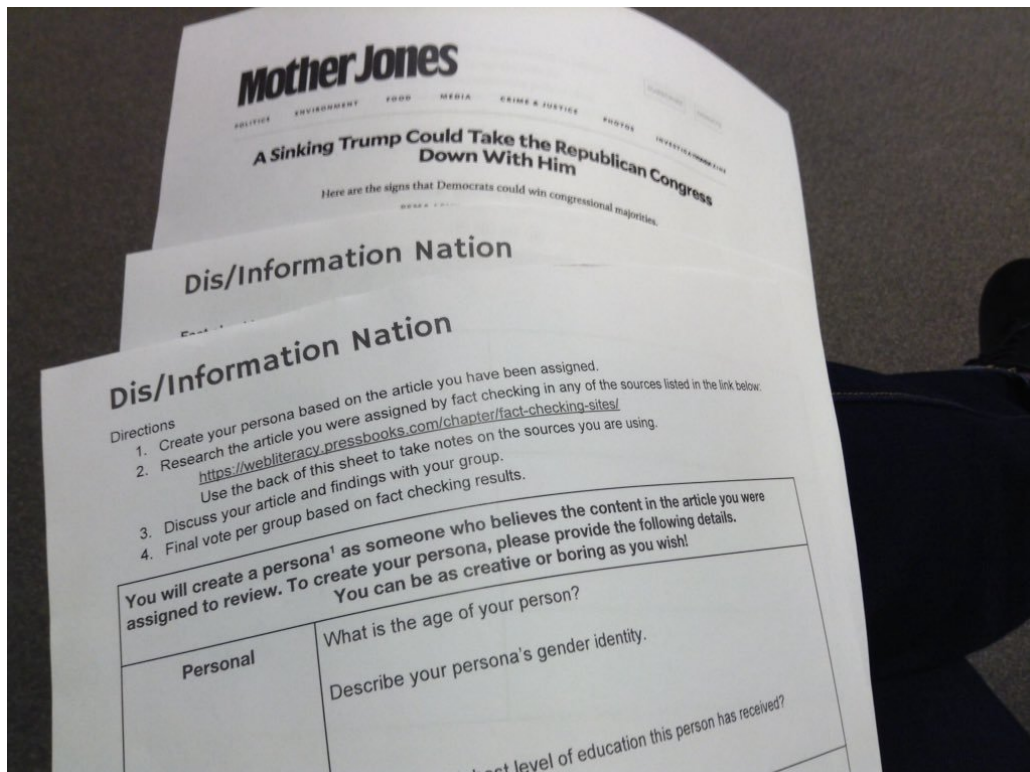 Mother Jones
POLITICS ENVIRONMENT FOOD MEDIA CRIME & JUSTICE PHOTOS
A Sinking Trump Could Take the Republican Congress
Down With Him
Here are the signs that Democrats could win congressional majorities.
Dis/Information Nation
Dis/Information Nation
Directions
1. Create your persona based on the article you have been assigned.
2. Research the article you were assigned by fact checking in any of the sources listed in the link below:
https://webliteracy.pressbooks.com/chapter/fact-checking-sites/
Use the back of this sheet to take notes on the sources you are using.
3. Discuss your article and findings with your group.
4. Final vote per group based on fact checking results.
You will create a persona¹ as someone who believes the content in the article you were
assigned to review. To create your persona, please provide the following details.
You can be as creative or boring as you wish!
Personal
What is the age of your person?
Describe your persona's gender identity.
level of education this person has received?